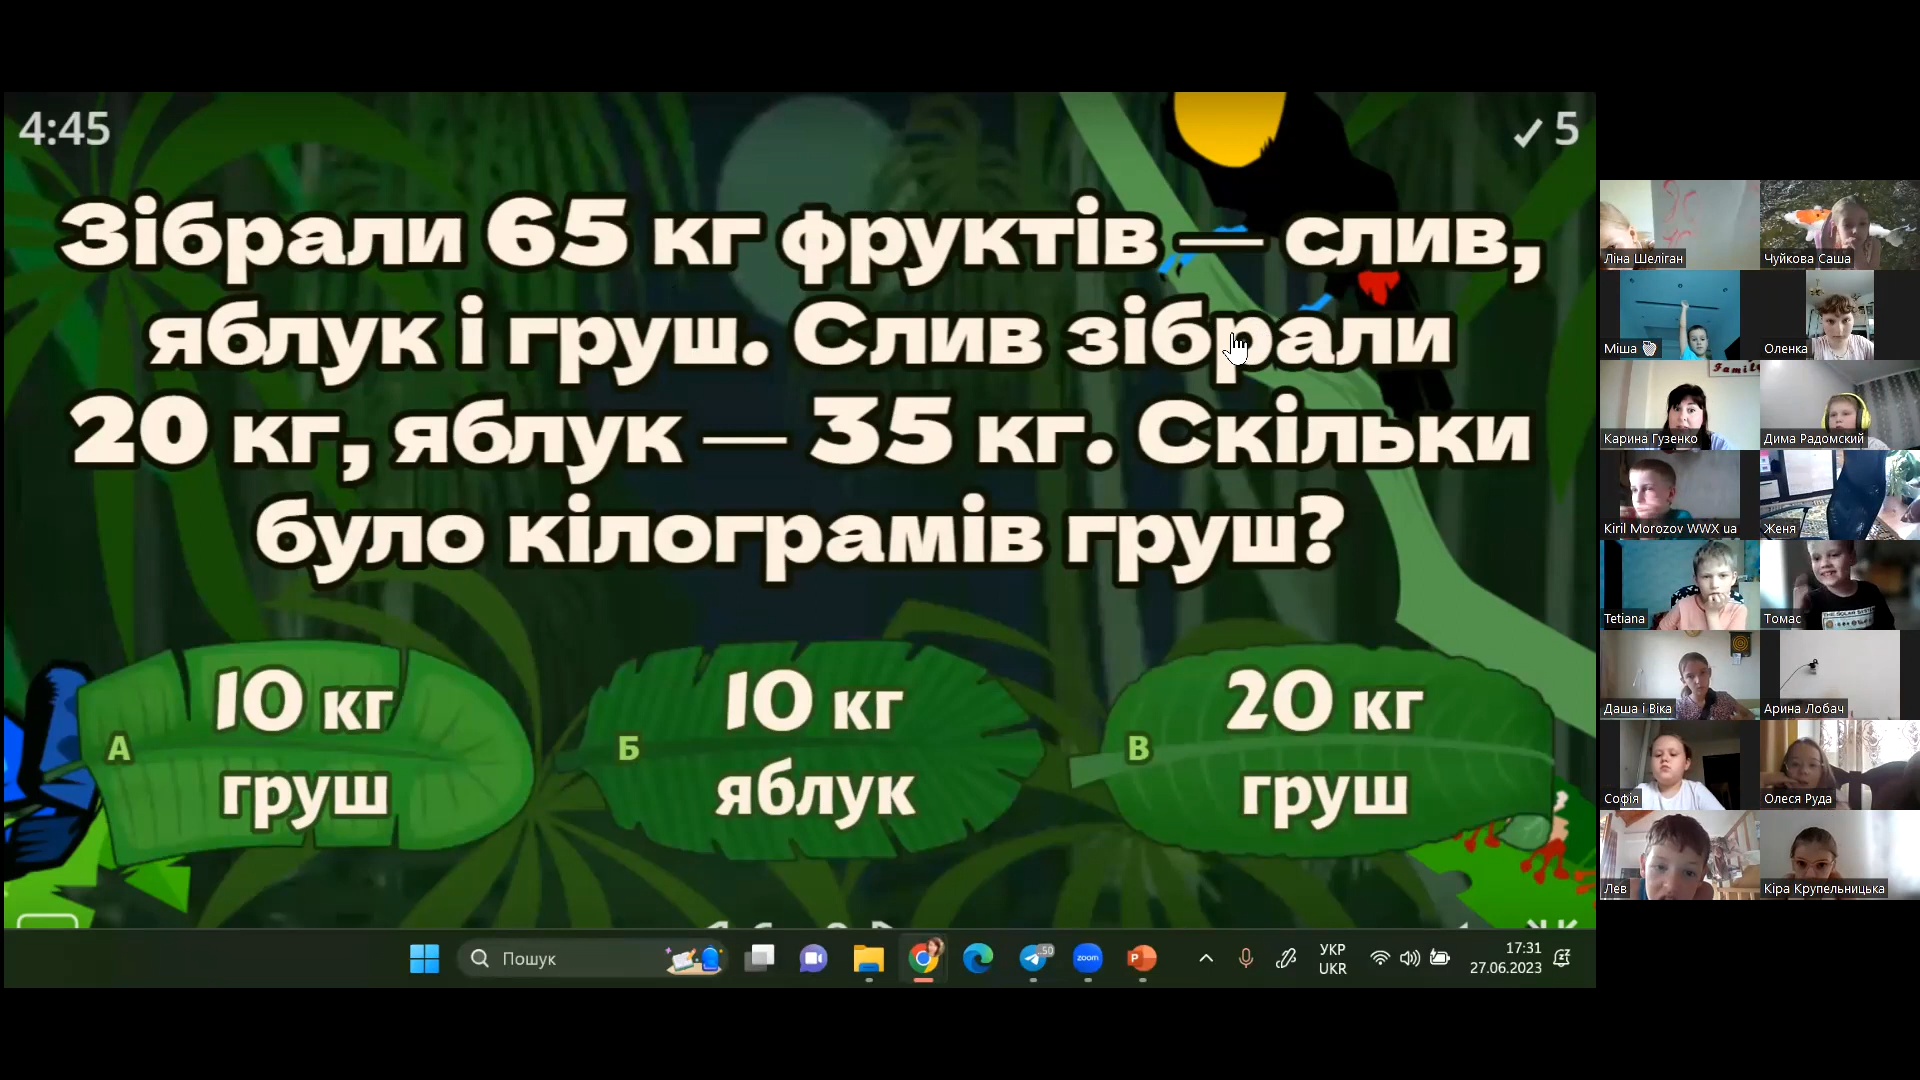 4:45
5
Зібрали 65 кг фруктів — слив,
яблук і груш. Слив зібрали
20 кг, яблук — 35 кг. Скільки
було кілограмів груш?
А
10 кг
груш
Б
10 кг
яблук
В
20 кг
груш
Пошук
50
zoom
P
УКР
UKR
17:31
27.06.2023
Ліна Шеліган
Чуйкова Саша
Міша
Оленка
Family
Карина Гузенко
Дима Радомский
Kiril Morozov WWX ua
Женя
Tetiana
Томас
Даша і Віка
Арина Лобач
Софія
Олеся Руда
Лев
Кіра Крупельницька